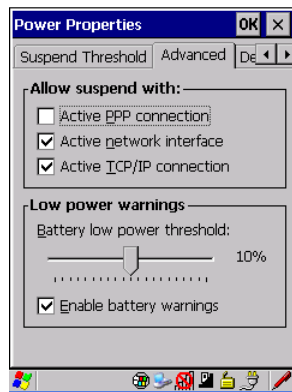 Power Properties OK
Suspend Threshold Advanced De
Allow suspend with:
Active PPP connection
Active network interface
Active TCP/IP connection
Low power warnings
Battery low power threshold:
10%
Enable battery warnings